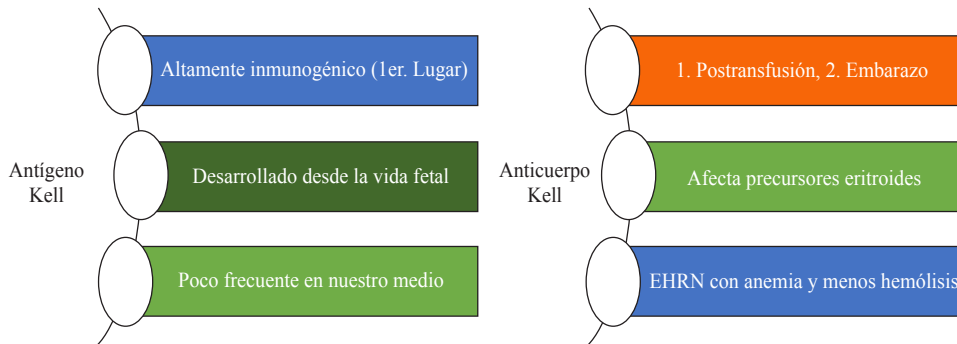 Antígeno
Kell
Altamente inmunogénico (1er. Lugar)
Desarrollado desde la vida fetal
Poco frecuente en nuestro medio
Anticuerpo
Kell
1. Postransfusión, 2. Embarazo
Afecta precursores eritroides
EHRN con anemia y menos hemólisis